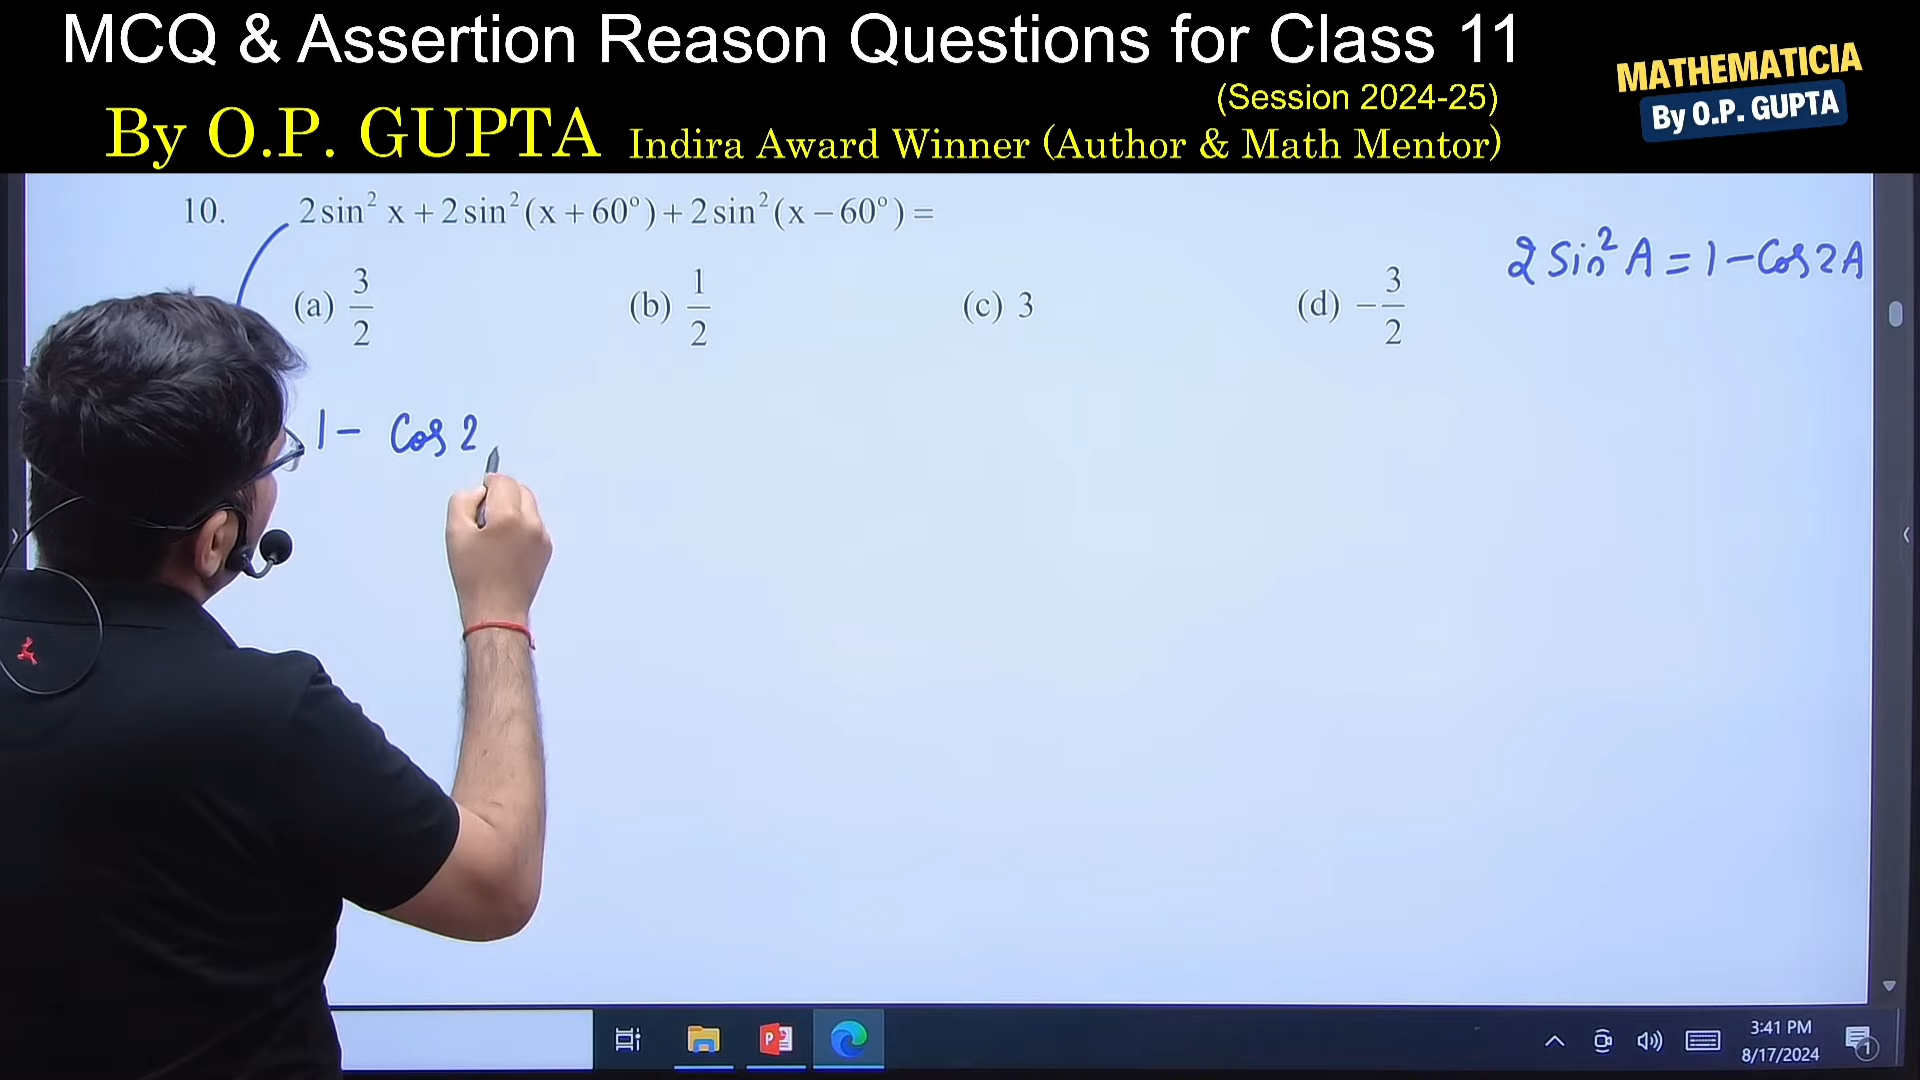 MCQ & Assertion Reason Questions for Class 11
(Session 2024-25)
By O.P. GUPTA Indira Award Winner (Author & Math Mentor)
MATHEMATICIA
By O.P. GUPTA
10. 2sin² x + 2sin²(x + 60°) + 2sin²(x − 60°) =
2 Sin² A = 1 - Cos 2A
(a) 3/2 (b) 1/2 (c) 3 (d) −3/2
1 - Cos 2
3:41 PM
8/17/2024
1